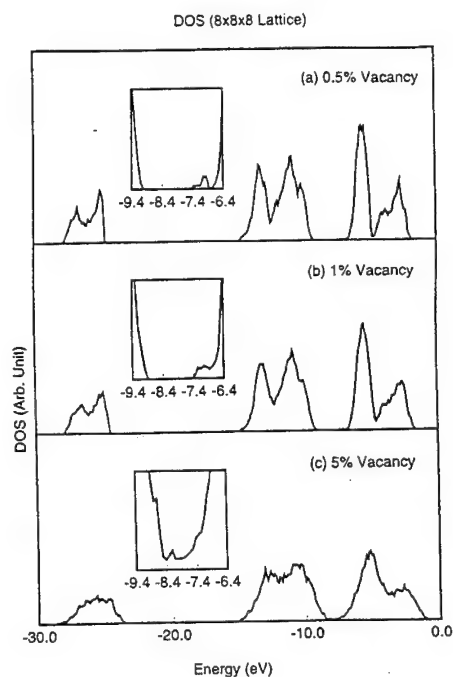 DOS (8x8x8 Lattice)
(a) 0.5% Vacancy
-9.4 -8.4 -7.4 -6.4
(b) 1% Vacancy
-9.4 -8.4 -7.4 -6.4
DOS (Arb. Unit)
(c) 5% Vacancy
-9.4 -8.4 -7.4 -6.4
-30.0 -20.0 -10.0 0.0
Energy (eV)